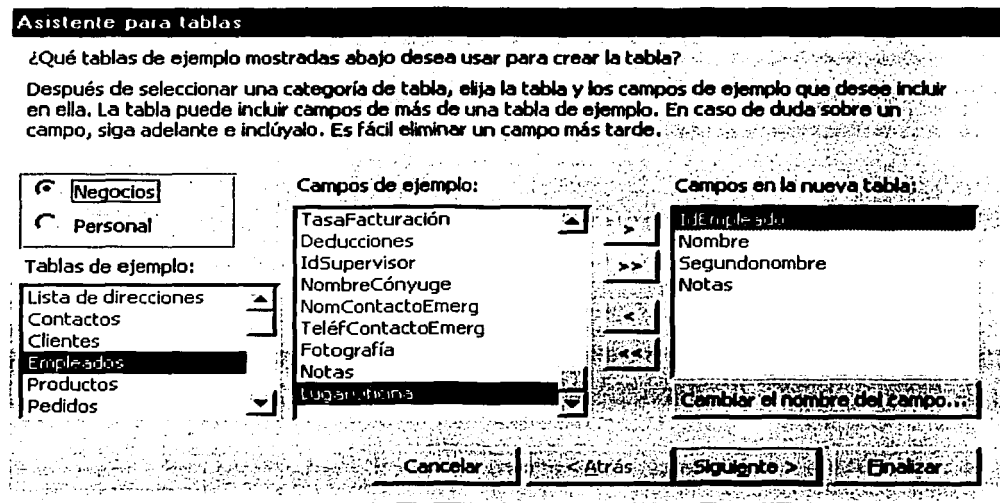 Asistente para tablas
¿Qué tablas de ejemplo mostradas abajo desea usar para crear la tabla?
Después de seleccionar una categoría de tabla, elija la tabla y los campos de ejemplo que desee incluir
en ella. La tabla puede incluir campos de más de una tabla de ejemplo. En caso de duda sobre un
campo, siga adelante e inclúyalo. Es fácil eliminar un campo más tarde.
Negocios
Personal
Tablas de ejemplo:
Lista de direcciones
Contactos
Clientes
Empleados
Productos
Pedidos
Campos de ejemplo:
TasaFacturación
Deducciones
IdSupervisor
NombreCónyuge
NomContactoEmerg
TeléfContactoEmerg
Fotografía
Notas
LugarOficina
>
>>
<
<<
Campos en la nueva tabla:
IdEmpleado
Nombre
Segundonombre
Notas
Cambiar el nombre del campo...
Cancelar
< Atrás
Siguiente >
Finalizar